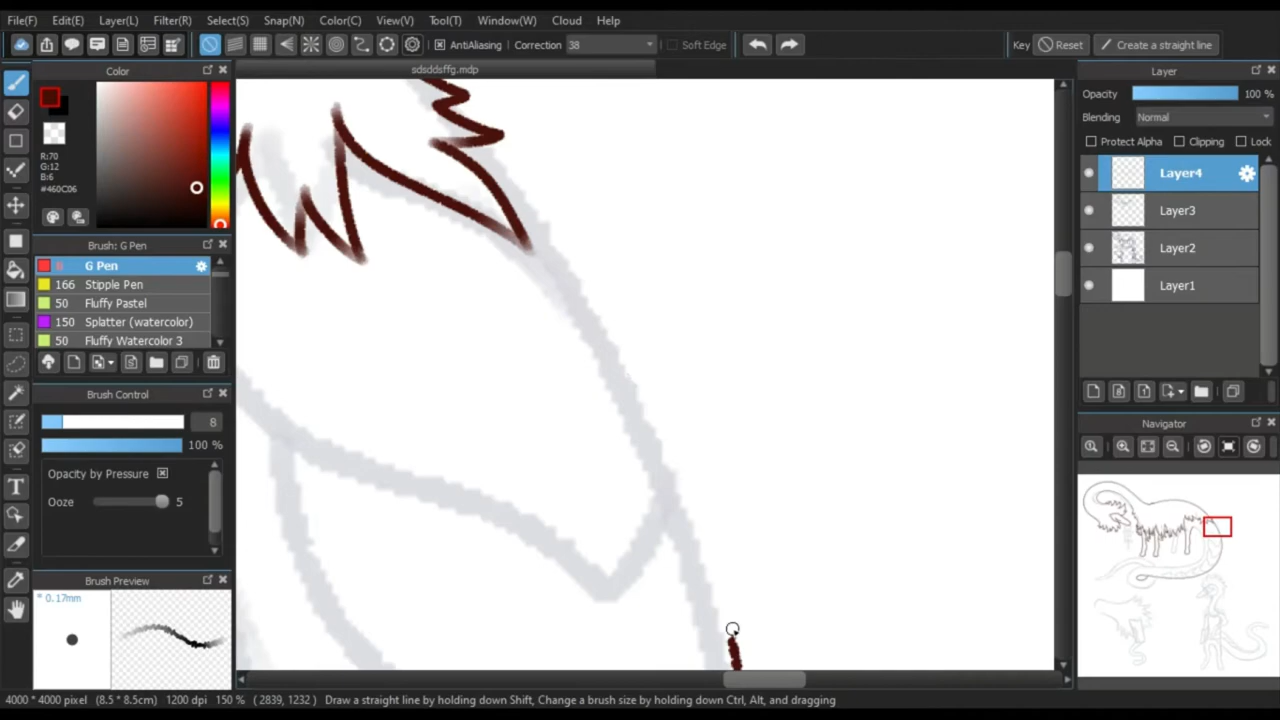 File(F) Edit(E) Layer(L) Filter(R) Select(S) Snap(N) Color(C) View(V) Tool(T) Window(W) Cloud Help
AntiAliasing Correction 38 Soft Edge Key Reset Create a straight line
Color
sdsddsffg.mdp
Layer
Opacity 100 %
Blending Normal
Protect Alpha Clipping Lock
R:70
G:12
B:6
#460C06
Layer4
Layer3
Layer2
Layer1
Brush: G Pen
8 G Pen
166 Stipple Pen
50 Fluffy Pastel
150 Splatter (watercolor)
50 Fluffy Watercolor 3
Brush Control
8
100 %
Opacity by Pressure
Ooze 5
Navigator
Brush Preview
* 0.17mm
4000 * 4000 pixel (8.5 * 8.5cm) 1200 dpi 150 % ( 2839, 1232 ) Draw a straight line by holding down Shift, Change a brush size by holding down Ctrl, Alt, and dragging